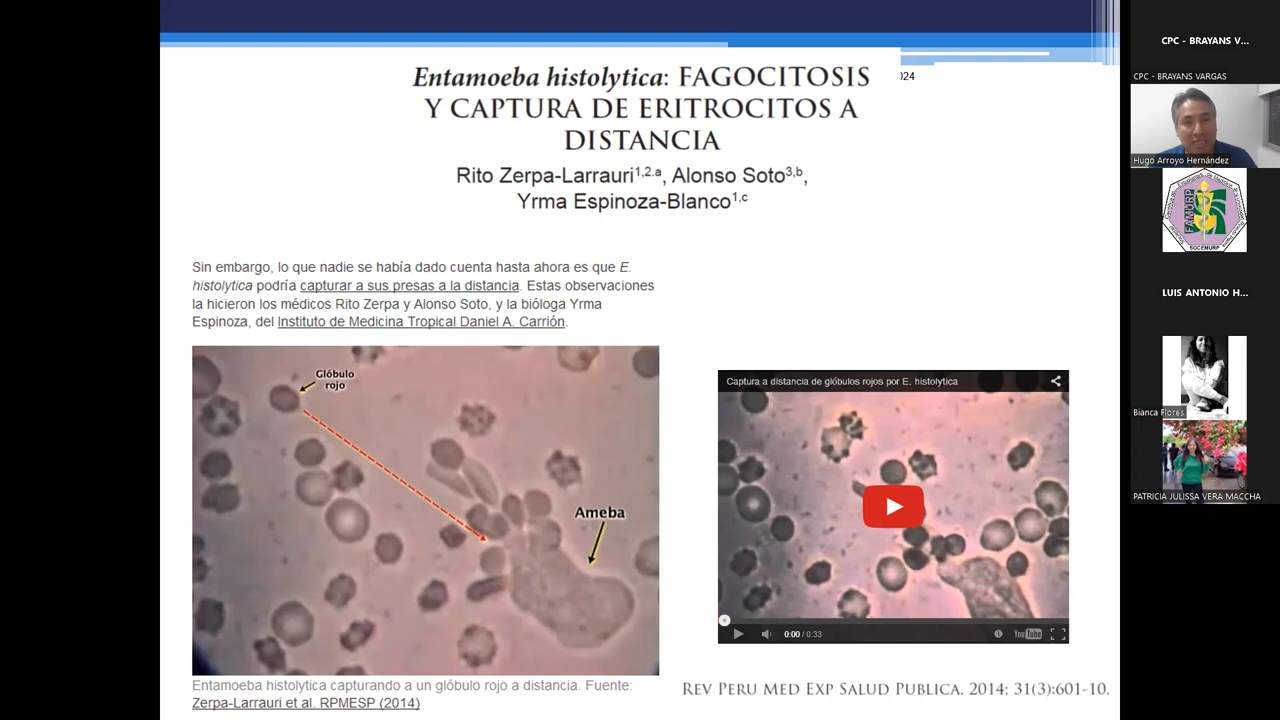 Entamoeba histolytica: FAGOCITOSIS
Y CAPTURA DE ERITROCITOS A
DISTANCIA
024
Rito Zerpa-Larrauri1,2.a, Alonso Soto3,b,
Yrma Espinoza-Blanco1,c
Sin embargo, lo que nadie se había dado cuenta hasta ahora es que E.
histolytica podría capturar a sus presas a la distancia. Estas observaciones
la hicieron los médicos Rito Zerpa y Alonso Soto, y la bióloga Yrma
Espinoza, del Instituto de Medicina Tropical Daniel A. Carrión.
Glóbulo
rojo
Ameba
Entamoeba histolytica capturando a un glóbulo rojo a distancia. Fuente:
Zerpa-Larrauri et al. RPMESP (2014)
Captura a distancia de glóbulos rojos por E. histolytica
0:00 / 0:33
YouTube
REV PERU MED EXP SALUD PUBLICA. 2014; 31(3):601-10.
CPC - BRAYANS V...
CPC - BRAYANS VARGAS
Hugo Arroyo Hernández
FAMURP
SOCEMURP
LUIS ANTONIO H...
Bianca Flores
PATRICIA JULISSA VERA MACCHA